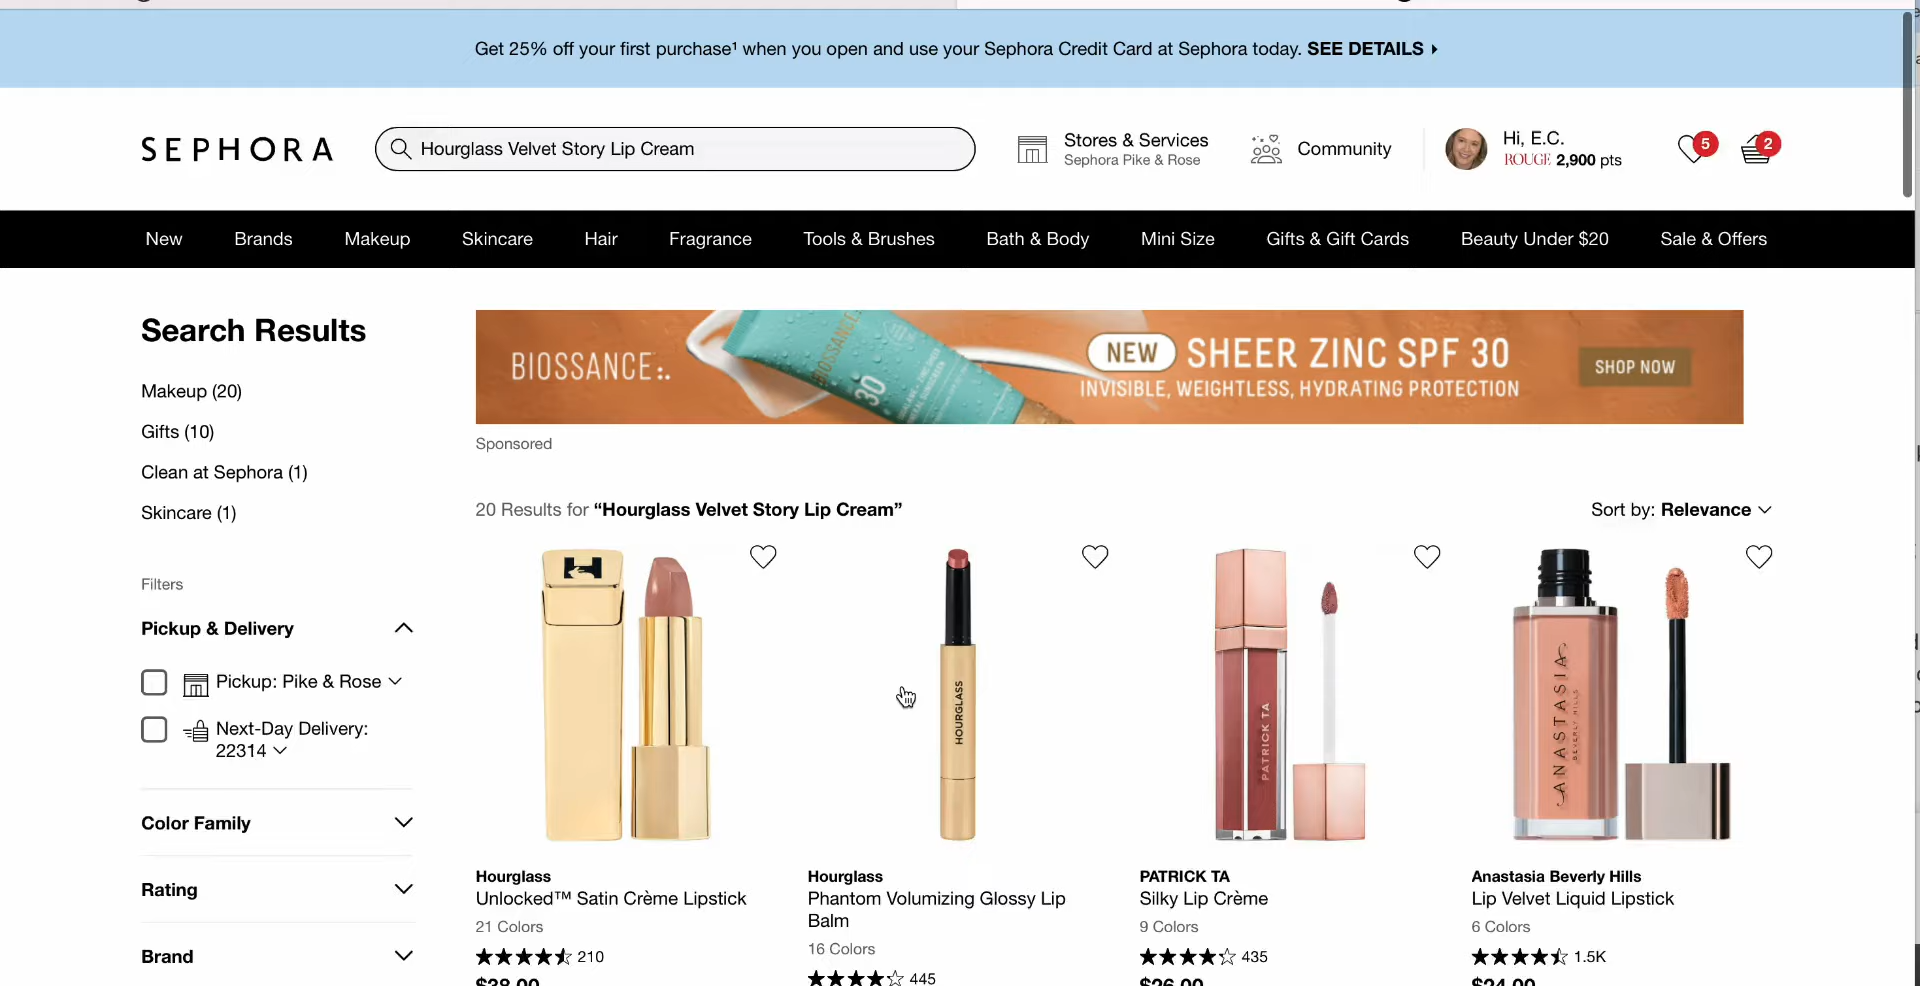 Get 25% off your first purchase¹ when you open and use your Sephora Credit Card at Sephora today. SEE DETAILS
SEPHORA
Hourglass Velvet Story Lip Cream
Stores & Services
Sephora Pike & Rose
Community
Hi, E.C.
ROUGE 2,900 pts
5
2
New
Brands
Makeup
Skincare
Hair
Fragrance
Tools & Brushes
Bath & Body
Mini Size
Gifts & Gift Cards
Beauty Under $20
Sale & Offers
Search Results
Makeup (20)
Gifts (10)
Clean at Sephora (1)
Skincare (1)
Filters
Pickup & Delivery
Pickup: Pike & Rose
Next-Day Delivery:
22314
Color Family
Rating
Brand
BIOSSANCE:.
BIOSSANCE
30
NEW SHEER ZINC SPF 30
INVISIBLE, WEIGHTLESS, HYDRATING PROTECTION
SHOP NOW
Sponsored
20 Results for “Hourglass Velvet Story Lip Cream”
Sort by: Relevance
Hourglass
Unlocked™ Satin Crème Lipstick
21 Colors
210
$38.00
HOURGLASS
Hourglass
Phantom Volumizing Glossy Lip
Balm
16 Colors
445
PATRICK TA
PATRICK TA
Silky Lip Crème
9 Colors
435
$26.00
ANASTASIA
BEVERLY HILLS
Anastasia Beverly Hills
Lip Velvet Liquid Lipstick
6 Colors
1.5K
$24.00